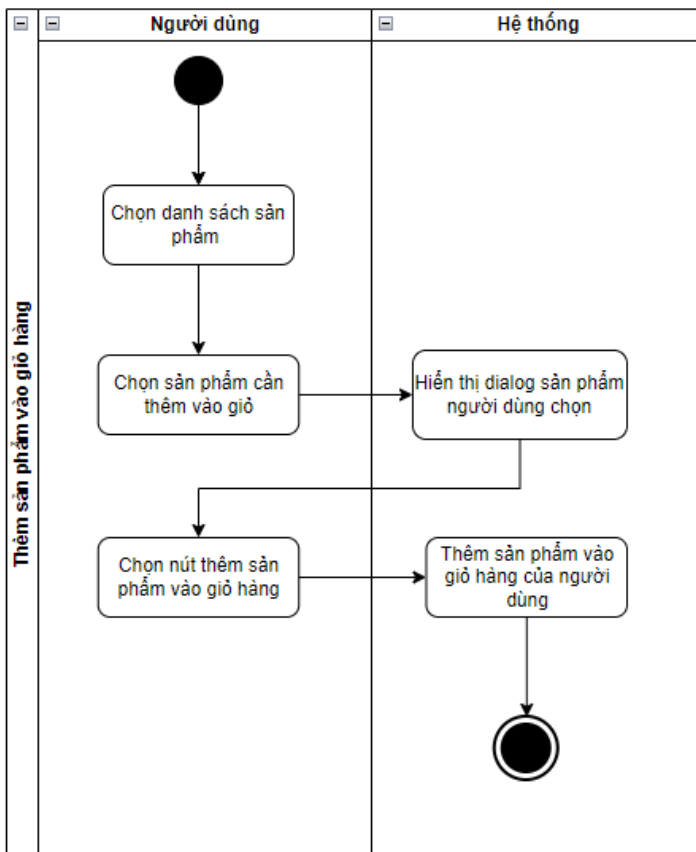 Người dùng
Hệ thống
Thêm sản phẩm vào giỏ hàng
Chọn danh sách sản
phẩm
Chọn sản phẩm cần
thêm vào giỏ
Hiển thị dialog sản phẩm
người dùng chọn
Chọn nút thêm sản
phẩm vào giỏ hàng
Thêm sản phẩm vào
giỏ hàng của người
dùng